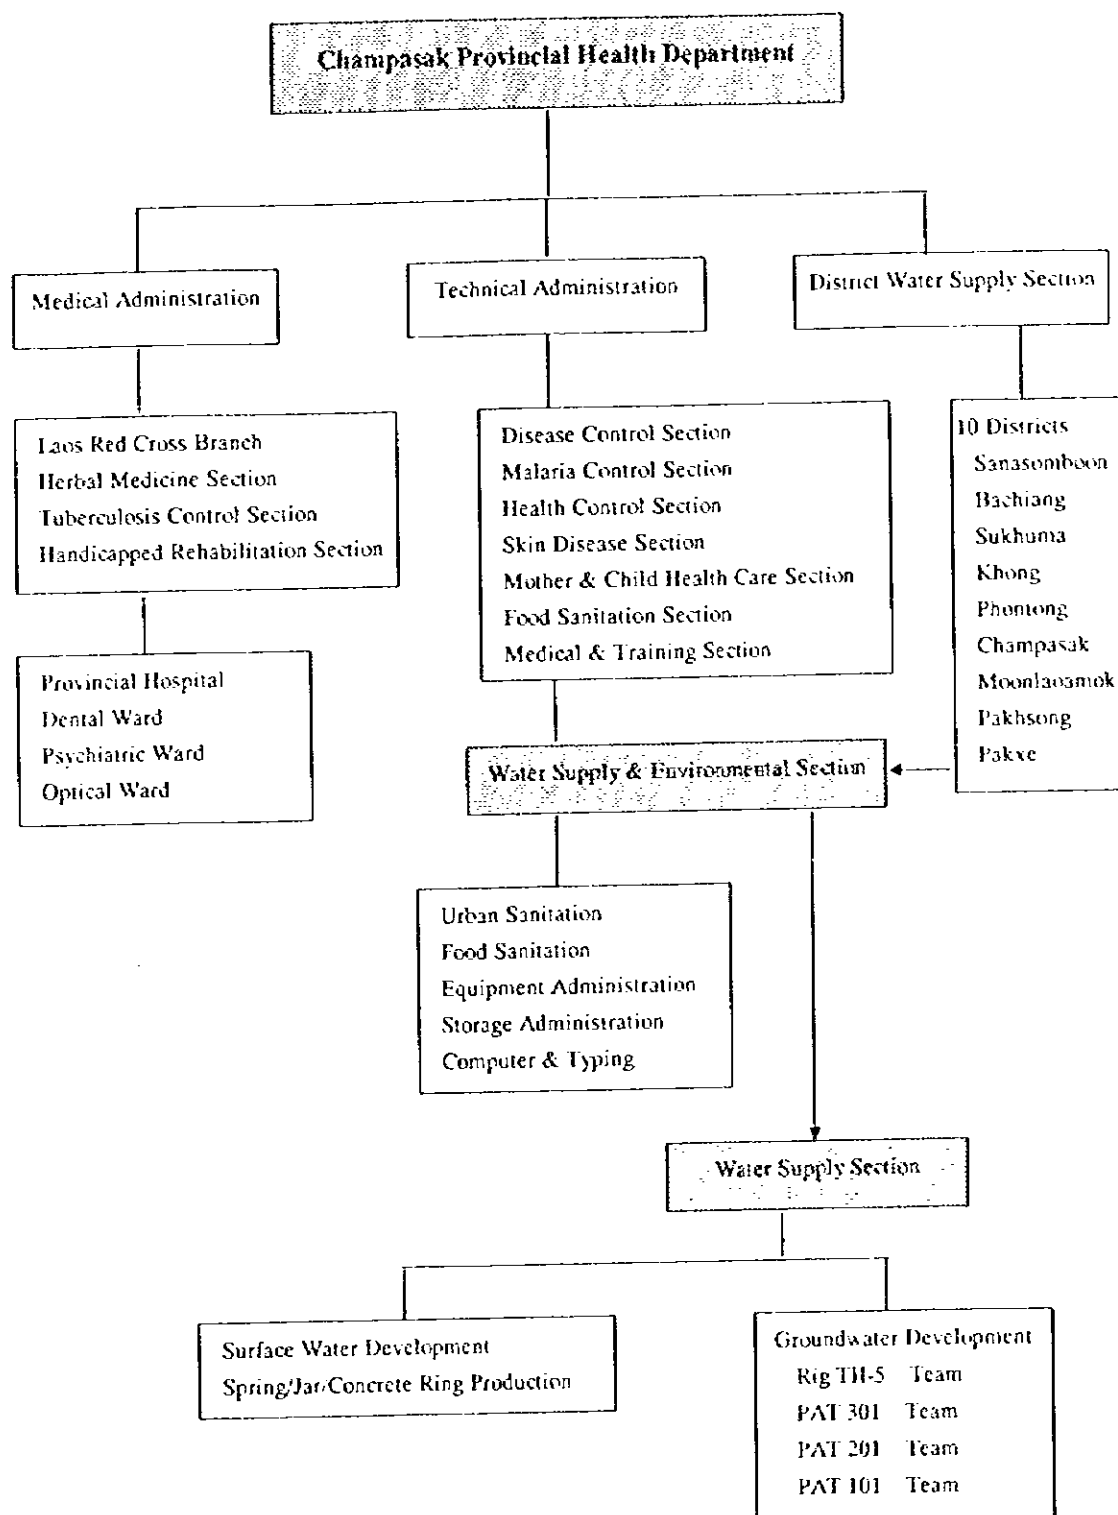 Champasak Provincial Health Department
Medical Administration
Technical Administration
District Water Supply Section
Laos Red Cross Branch
Herbal Medicine Section
Tuberculosis Control Section
Handicapped Rehabilitation Section
Provincial Hospital
Dental Ward
Psychiatric Ward
Optical Ward
Disease Control Section
Malaria Control Section
Health Control Section
Skin Disease Section
Mother & Child Health Care Section
Food Sanitation Section
Medical & Training Section
10 Districts
Sanasomboon
Bachiang
Sukhuma
Khong
Phontong
Champasak
Moonlaoamok
Pakhsong
Pakxe
Water Supply & Environmental Section
Urban Sanitation
Food Sanitation
Equipment Administration
Storage Administration
Computer & Typing
Water Supply Section
Surface Water Development
Spring/Jar/Concrete Ring Production
Groundwater Development
Rig TH-5 Team
PAT 301 Team
PAT 201 Team
PAT 101 Team